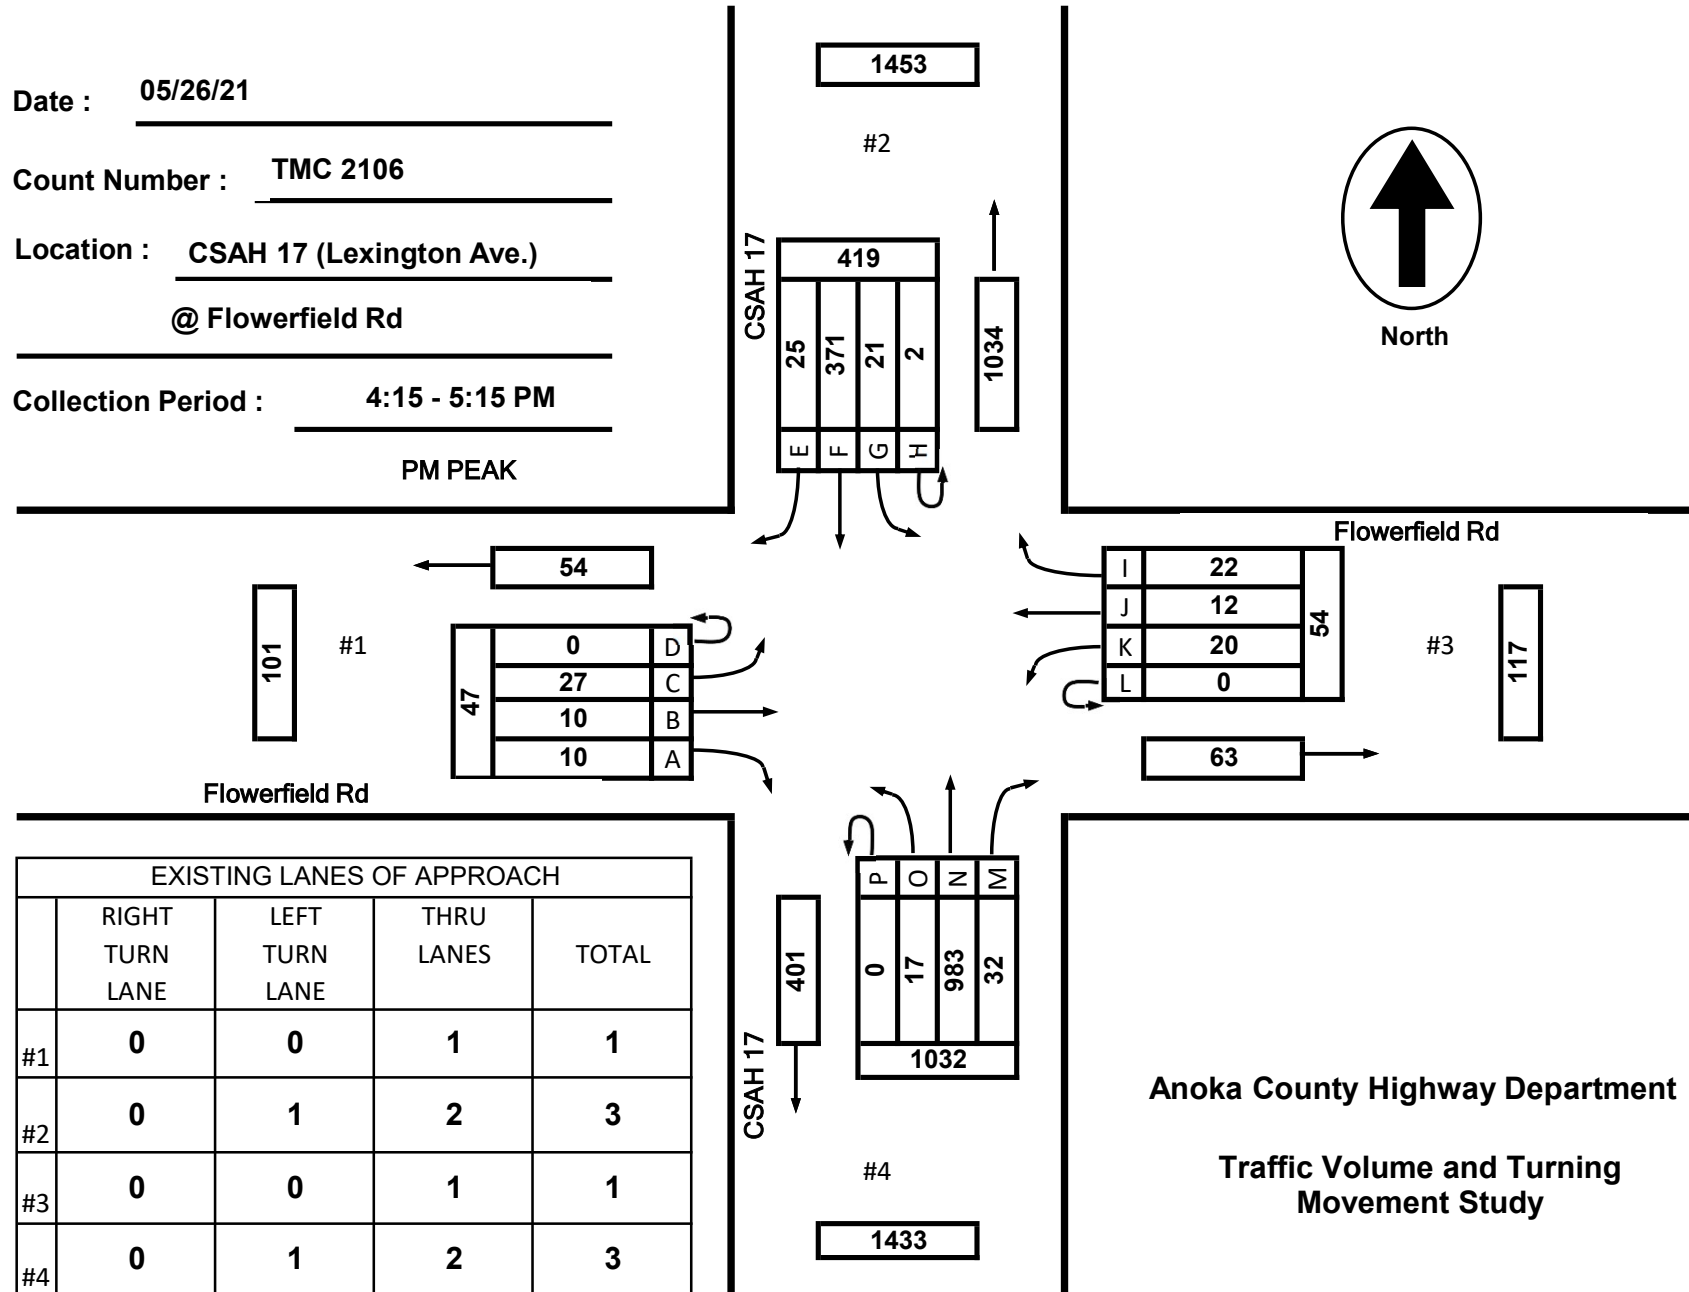 Date : 05/26/21
Count Number : TMC 2106
Location : CSAH 17 (Lexington Ave.)
@ Flowerfield Rd
Collection Period : 4:15 - 5:15 PM
PM PEAK
1453
#2
CSAH 17
419
25 371 21 2
E F G H
1034
North
Flowerfield Rd
54
101
#1
47
0 D
27 C
10 B
10 A
Flowerfield Rd
I 22
J 12
K 20
L 0
54
#3
117
63
P O N M
0 17 983 32
1032
401
CSAH 17
#4
1433
EXISTING LANES OF APPROACH
RIGHT TURN LANE
LEFT TURN LANE
THRU LANES
TOTAL
#1 0 0 1 1
#2 0 1 2 3
#3 0 0 1 1
#4 0 1 2 3
Anoka County Highway Department
Traffic Volume and Turning
Movement Study